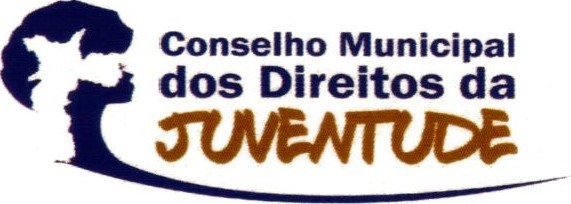 Conselho Municipal
dos Direitos da
JUVENTUDE